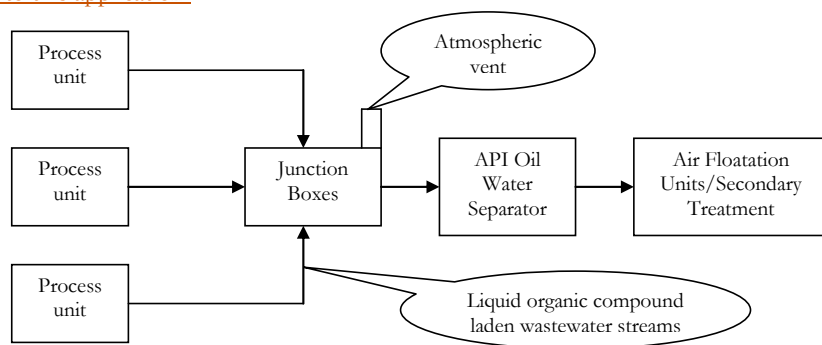 application
Process
unit
Atmospheric
vent
Process
unit
Junction
Boxes
API Oil
Water
Separator
Air Floatation
Units/Secondary
Treatment
Process
unit
Liquid organic compound
laden wastewater streams